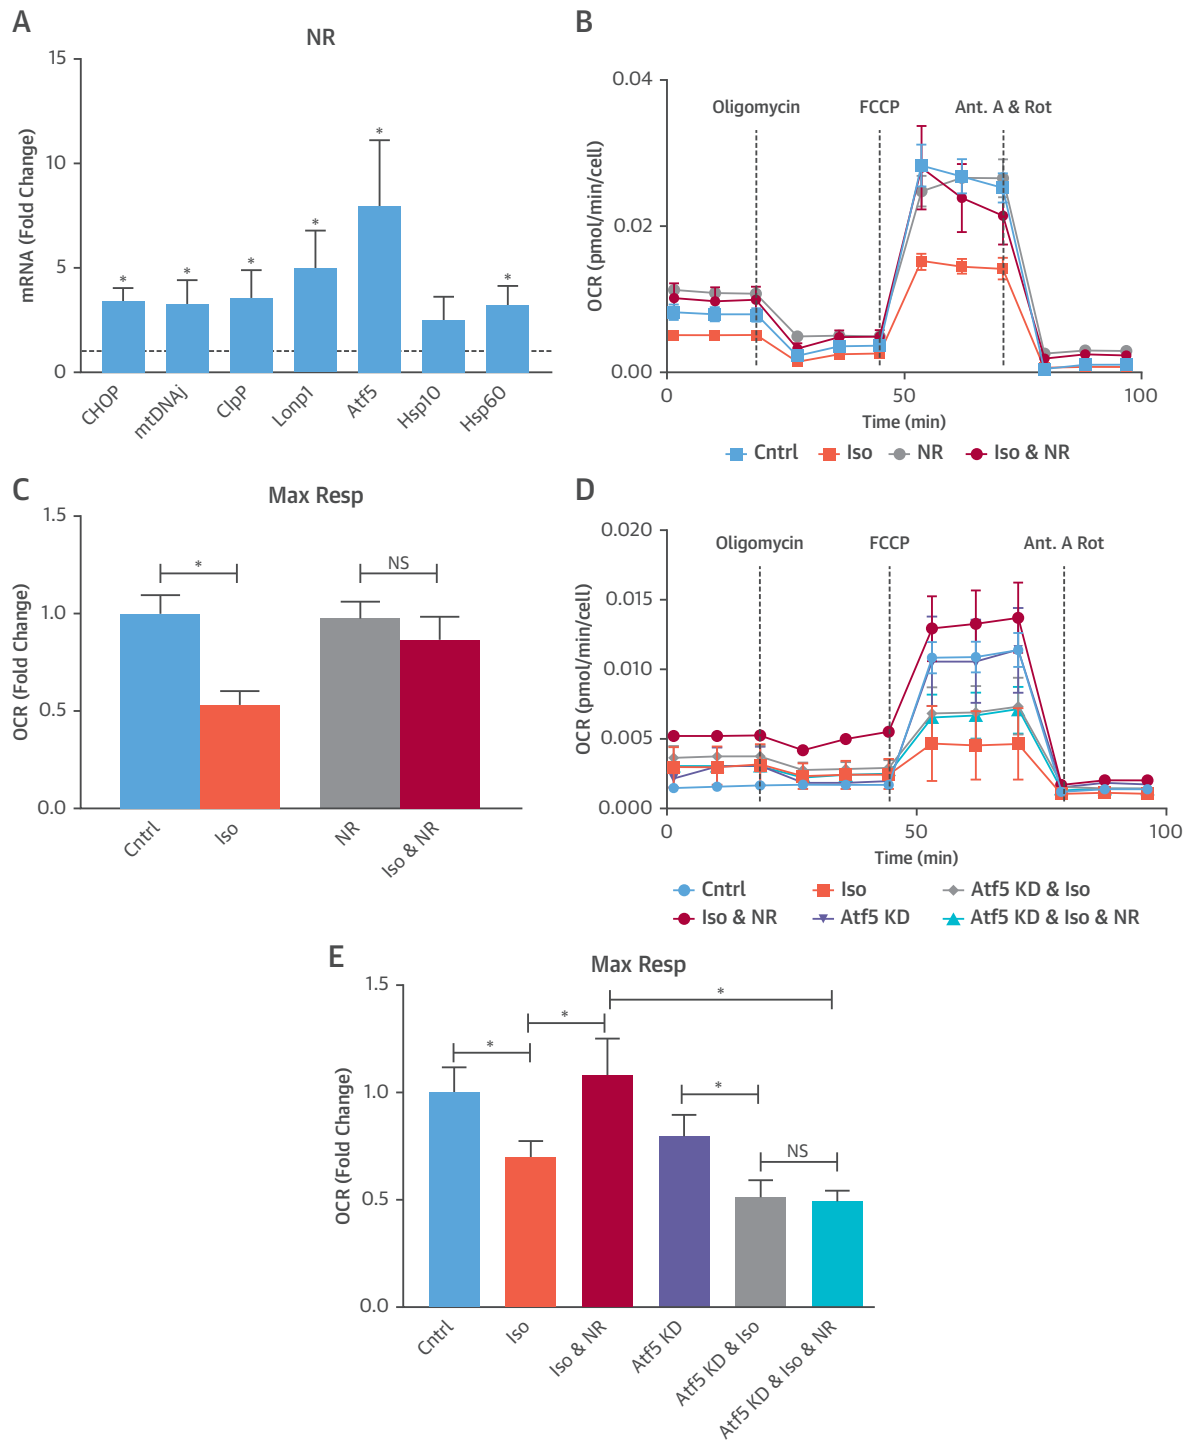 A
NR
mRNA (Fold Change)
15
10
5
0
* * * * * *
CHOP mtDNAj ClpP Lonp1 Atf5 Hsp10 Hsp60
B
OCR (pmol/min/cell)
0.04
0.02
0.00
Oligomycin FCCP Ant. A & Rot
0 50 100
Time (min)
Cntrl Iso NR Iso & NR
C
Max Resp
OCR (Fold Change)
1.5
1.0
0.5
0.0
* NS
Cntrl Iso NR Iso & NR
D
OCR (pmol/min/cell)
0.020
0.015
0.010
0.005
0.000
Oligomycin FCCP Ant. A Rot
0 50 100
Time (min)
Cntrl Iso Atf5 KD & Iso
Iso & NR Atf5 KD Atf5 KD & Iso & NR
E
Max Resp
OCR (Fold Change)
1.5
1.0
0.5
0.0
* * * * NS
Cntrl Iso Iso & NR Atf5 KD Atf5 KD & Iso Atf5 KD & Iso & NR